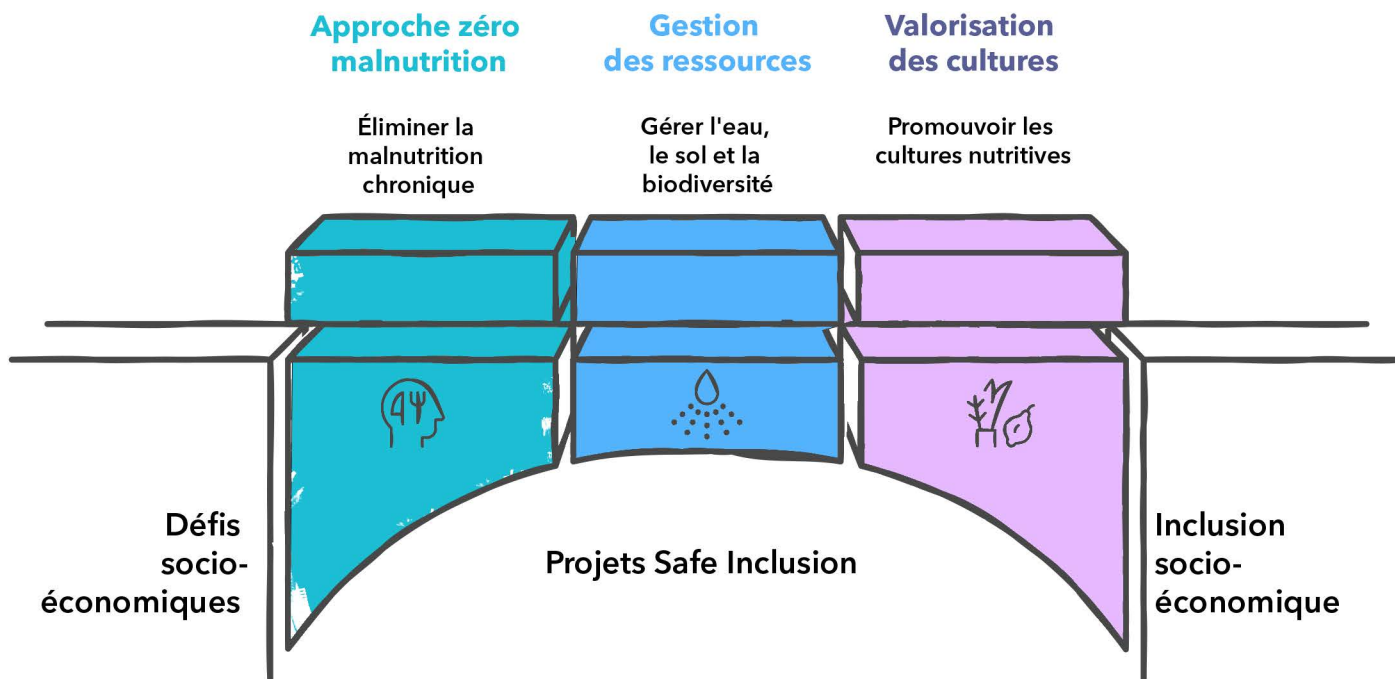 Approche zéro
malnutrition
Éliminer la
malnutrition
chronique
Gestion
des ressources
Gérer l'eau,
le sol et la
biodiversité
Valorisation
des cultures
Promouvoir les
cultures nutritives
Défis
socio-
économiques
Projets Safe Inclusion
Inclusion
socio-
économique